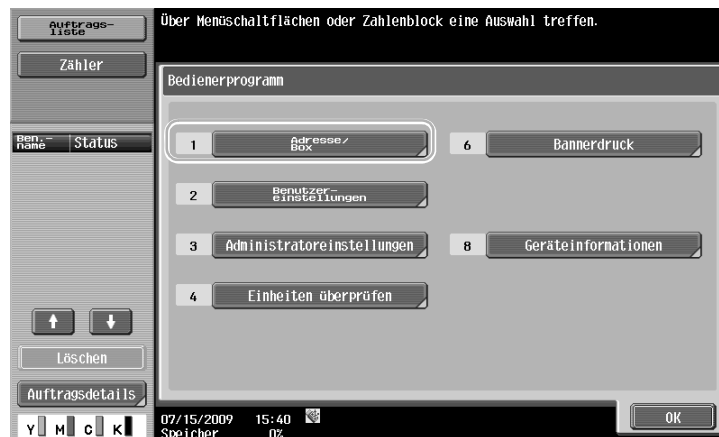 Auftrags-
liste
Zähler
Ben.-
name
Status
Löschen
Auftragsdetails
Y M C K
Über Menüschaltflächen oder Zahlenblock eine Auswahl treffen.
Bedienerprogramm
1 Adresse/
Box
2 Benutzer-
einstellungen
3 Administratoreinstellungen
4 Einheiten überprüfen
6 Bannerdruck
8 Geräteinformationen
07/15/2009 15:40
Speicher 0%
OK